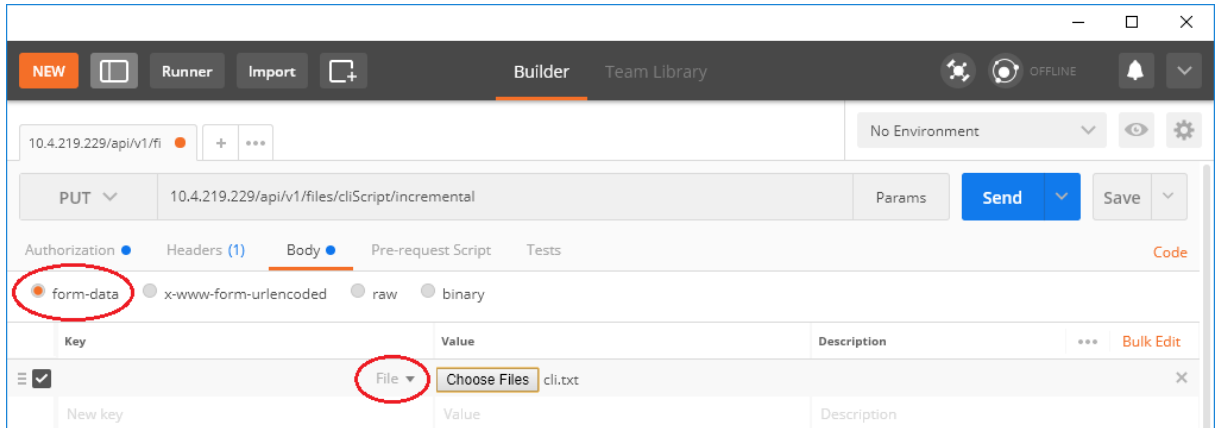 NEW Runner Import Builder Team Library OFFLINE
10.4.219.229/api/v1/fi + No Environment
PUT 10.4.219.229/api/v1/files/cliScript/incremental Params Send Save
Authorization Headers (1) Body Pre-request Script Tests Code
form-data x-www-form-urlencoded raw binary
Key Value Description Bulk Edit
File Choose Files cli.txt
New key Value Description